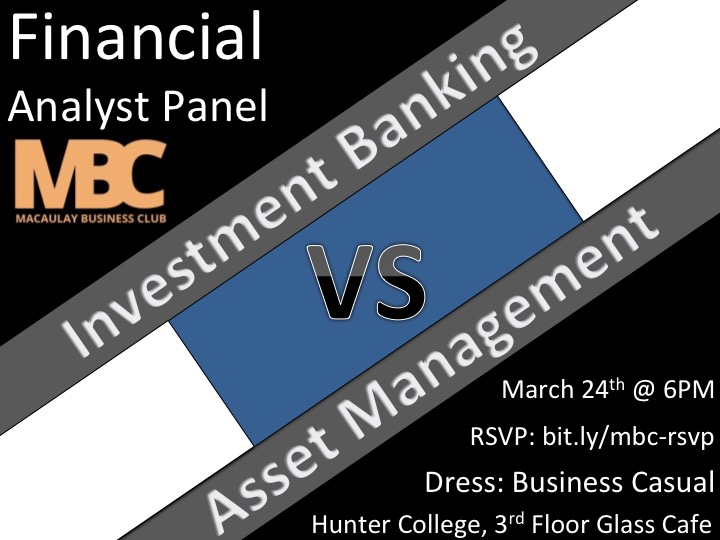 Financial
Analyst Panel
MBC
MACAULAY BUSINESS CLUB
Investment Banking
VS
Asset Management
March 24th @ 6PM
RSVP: bit.ly/mbc-rsvp
Dress: Business Casual
Hunter College, 3rd Floor Glass Cafe